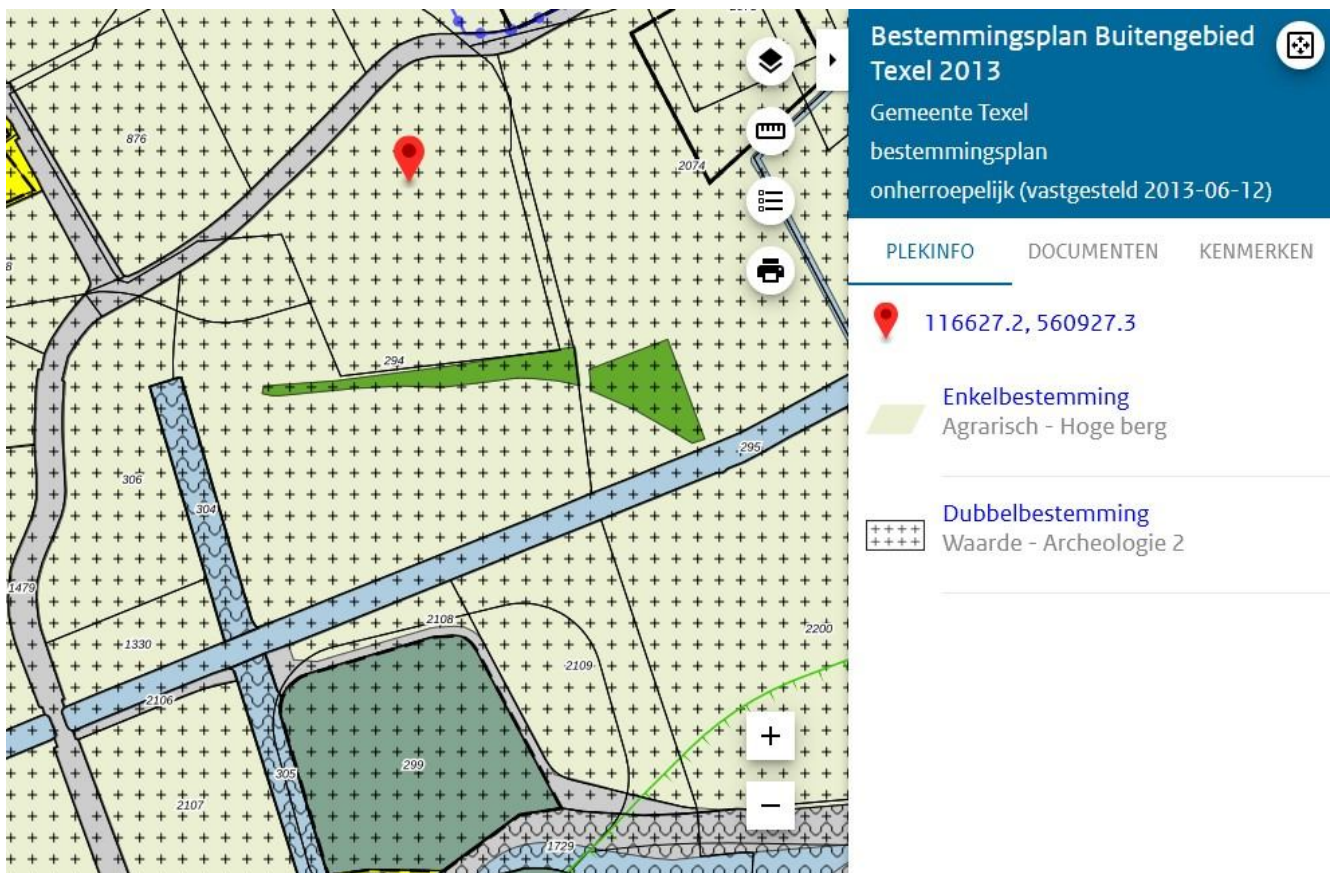 876
2074
294
306
304
295
1479
1330
2108
2200
2109
2106
299
305
2107
1729
+
−
Bestemmingsplan Buitengebied
Texel 2013
Gemeente Texel
bestemmingsplan
onherroepelijk (vastgesteld 2013-06-12)
PLEKINFO DOCUMENTEN KENMERKEN
116627.2, 560927.3
Enkelbestemming
Agrarisch - Hoge berg
Dubbelbestemming
Waarde - Archeologie 2